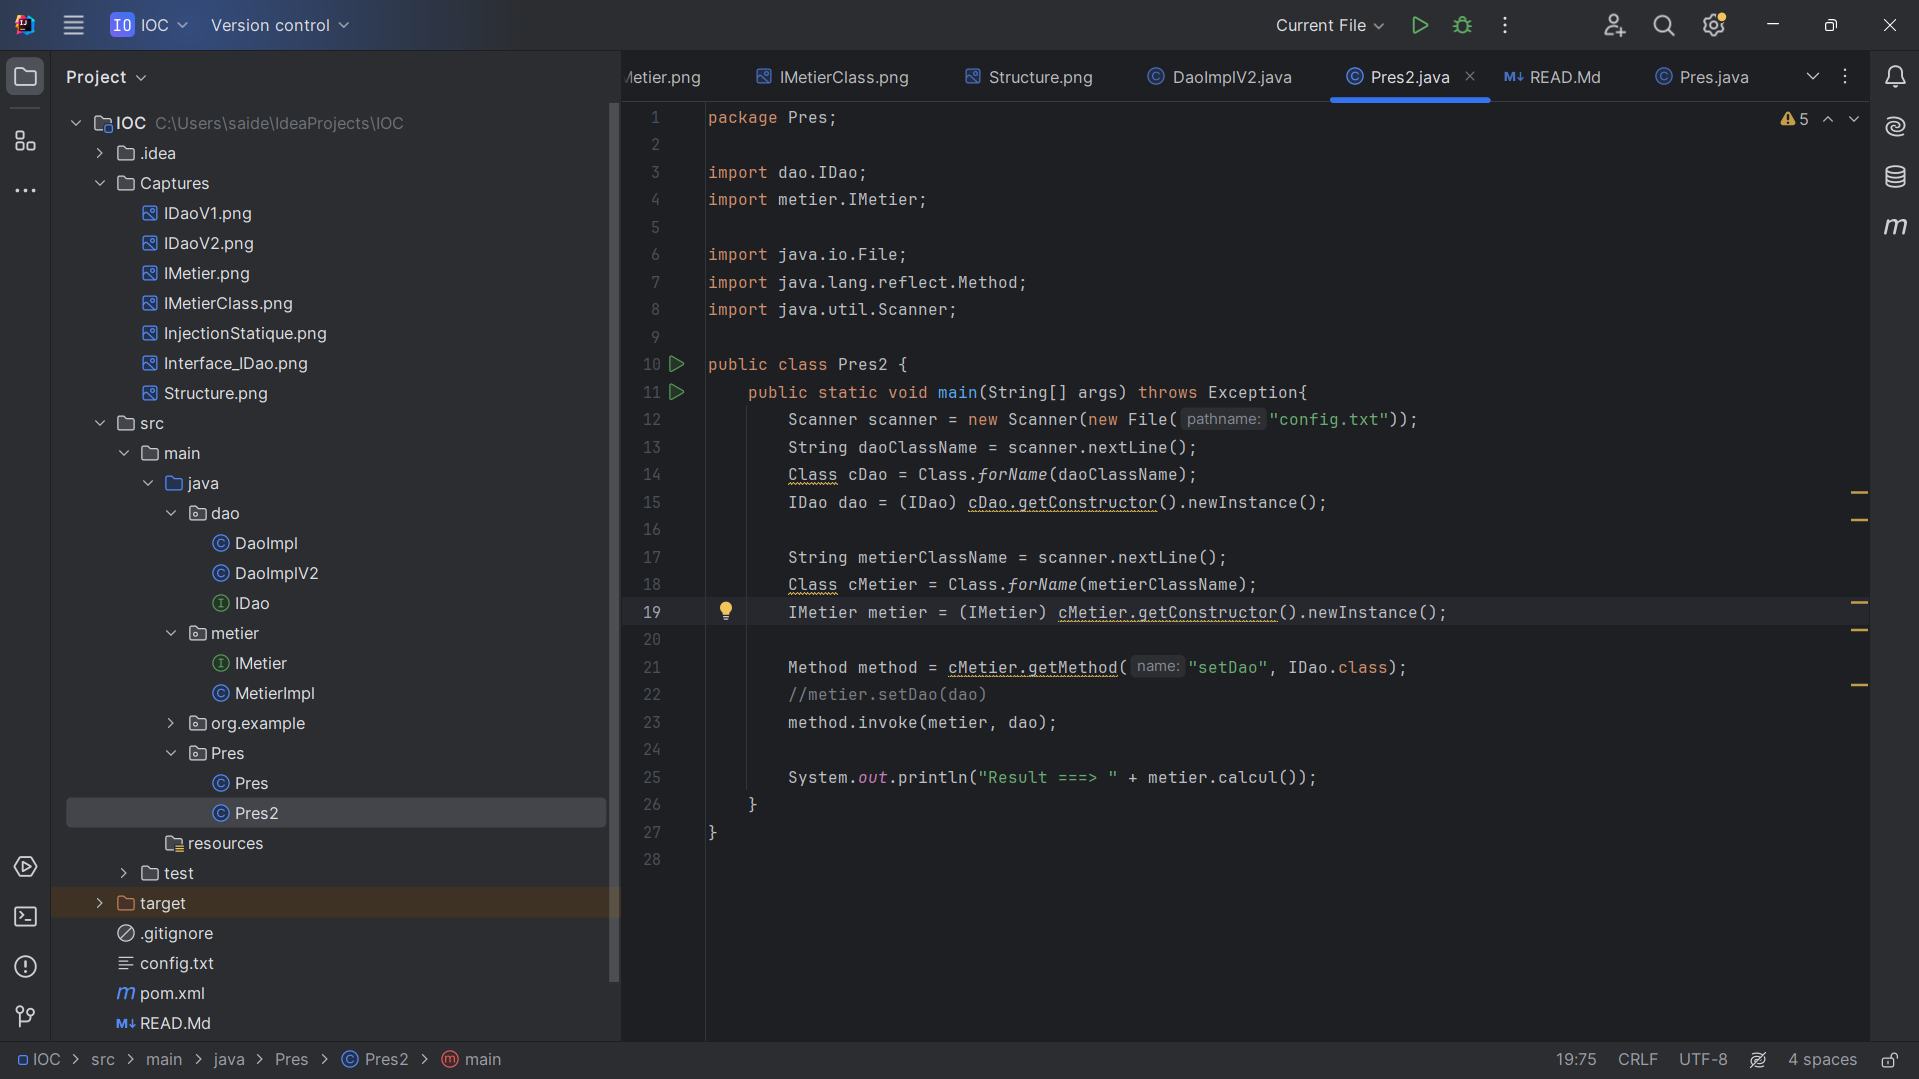 IO IOC Version control Current File
Project
IOC C:\Users\saide\IdeaProjects\IOC
.idea
Captures
IDaoV1.png
IDaoV2.png
IMetier.png
IMetierClass.png
InjectionStatique.png
Interface_IDao.png
Structure.png
src
main
java
dao
DaoImpl
DaoImplV2
IDao
metier
IMetier
MetierImpl
org.example
Pres
Pres
Pres2
resources
test
target
.gitignore
config.txt
pom.xml
READ.Md
Metier.png IMetierClass.png Structure.png DaoImplV2.java Pres2.java READ.Md Pres.java
5
1 package Pres;
2
3 import dao.IDao;
4 import metier.IMetier;
5
6 import java.io.File;
7 import java.lang.reflect.Method;
8 import java.util.Scanner;
9
10 public class Pres2 {
11 public static void main(String[] args) throws Exception{
12 Scanner scanner = new Scanner(new File( pathname: "config.txt"));
13 String daoClassName = scanner.nextLine();
14 Class cDao = Class.forName(daoClassName);
15 IDao dao = (IDao) cDao.getConstructor().newInstance();
16
17 String metierClassName = scanner.nextLine();
18 Class cMetier = Class.forName(metierClassName);
19 IMetier metier = (IMetier) cMetier.getConstructor().newInstance();
20
21 Method method = cMetier.getMethod( name: "setDao", IDao.class);
22 //metier.setDao(dao)
23 method.invoke(metier, dao);
24
25 System.out.println("Result ===> " + metier.calcul());
26 }
27 }
28
IOC > src > main > java > Pres > Pres2 > main 19:75 CRLF UTF-8 4 spaces